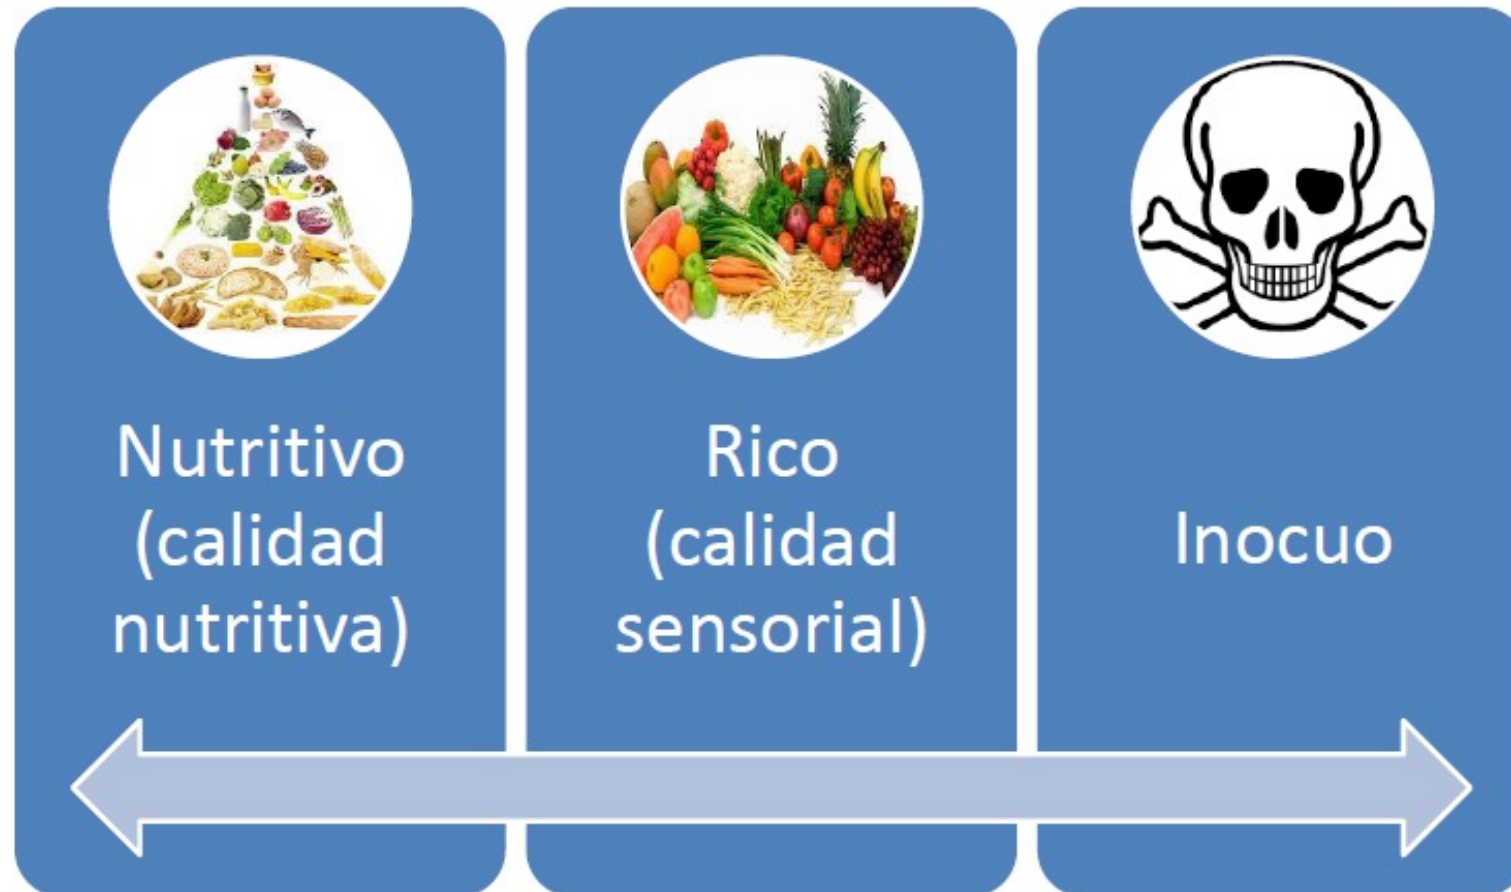 Nutritivo
(calidad
nutritiva)
Rico
(calidad
sensorial)
Inocuo